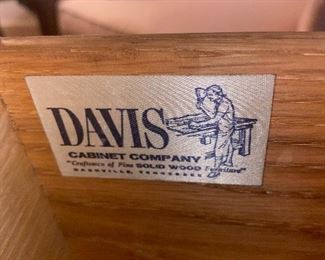 DAVIS
CABINET COMPANY
"Craftsmen of Fine SOLID WOOD Furniture"
NASHVILLE, TENNESSEE